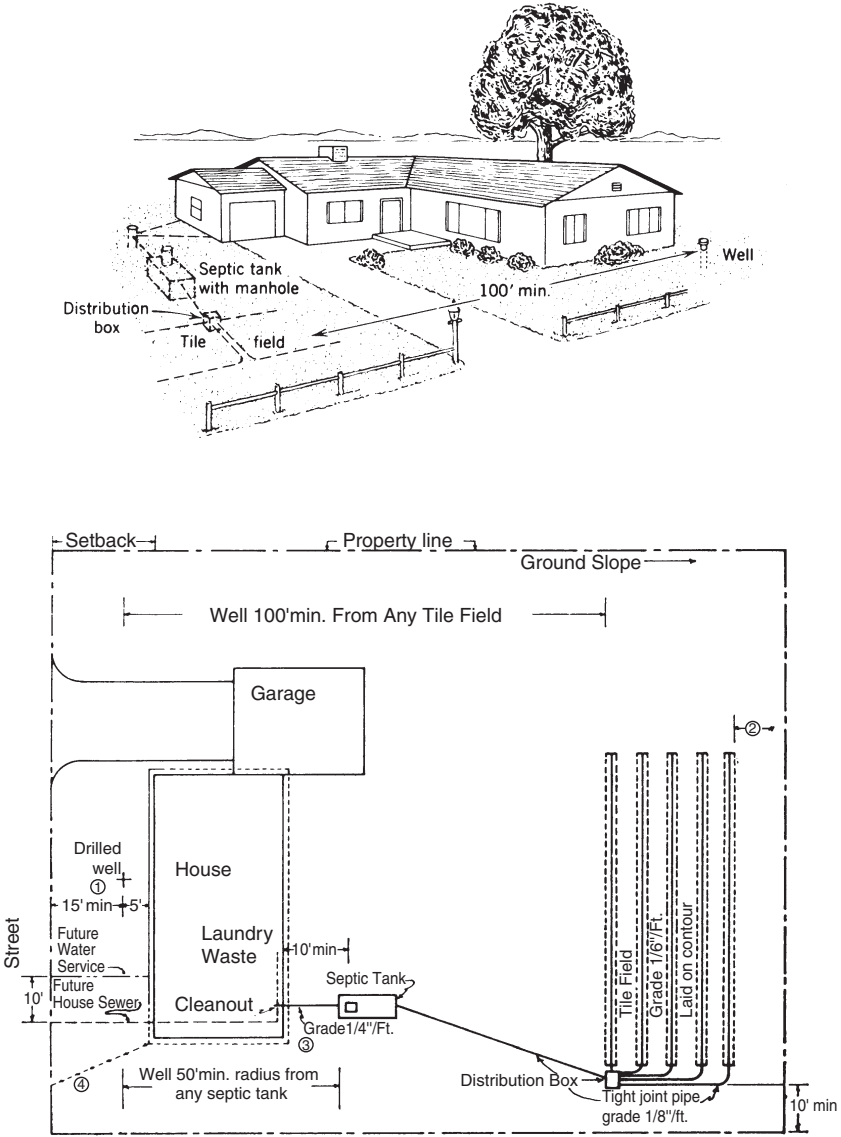 Septic tank
with manhole
Well
100' min.
Distribution
box
Tile field
Setback
Property line
Ground Slope
Well 100'min. From Any Tile Field
Garage
②
Drilled
well
①
House
15' min
5'
Street
Future
Water
Service
Laundry
Waste
10'min
Septic Tank
10'
Future
House Sewer
Cleanout
Grade1/4"/Ft.
③
Tile Field
Grade 1/6"/Ft.
Laid on contour
④
Well 50'min. radius from
any septic tank
Distribution Box
Tight joint pipe
grade 1/8"/ft.
10' min